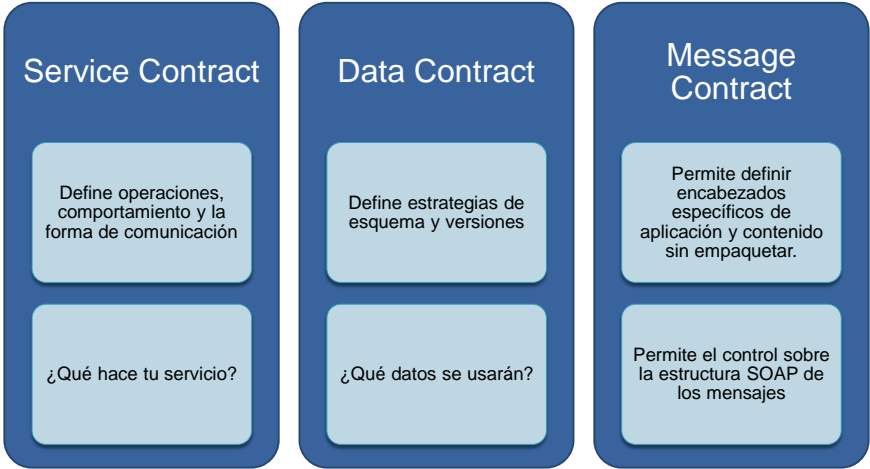 Service Contract
Define operaciones,
comportamiento y la
forma de comunicación
¿Qué hace tu servicio?
Data Contract
Define estrategias de
esquema y versiones
¿Qué datos se usarán?
Message
Contract
Permite definir
encabezados
específicos de
aplicación y contenido
sin empaquetar.
Permite el control sobre
la estructura SOAP de
los mensajes